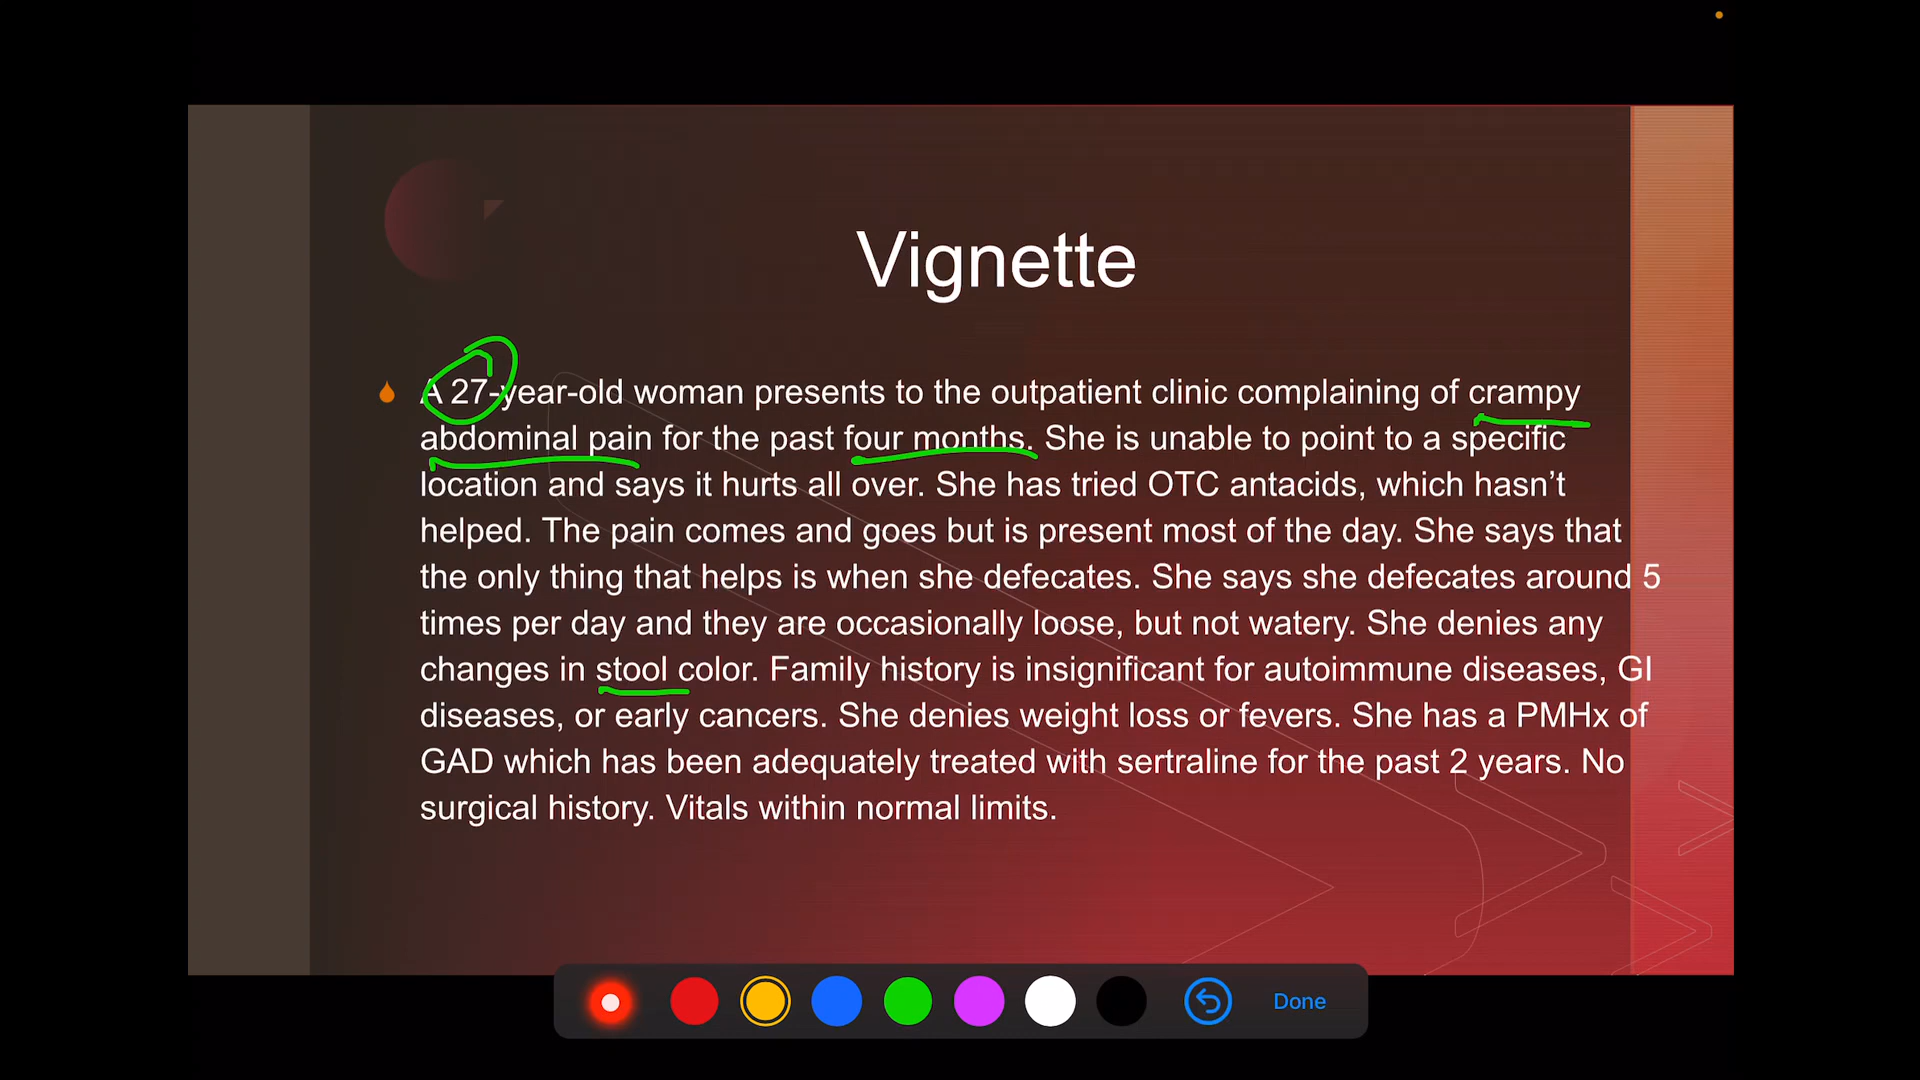 Vignette
A 27-year-old woman presents to the outpatient clinic complaining of crampy
abdominal pain for the past four months. She is unable to point to a specific
location and says it hurts all over. She has tried OTC antacids, which hasn’t
helped. The pain comes and goes but is present most of the day. She says that
the only thing that helps is when she defecates. She says she defecates around 5
times per day and they are occasionally loose, but not watery. She denies any
changes in stool color. Family history is insignificant for autoimmune diseases, GI
diseases, or early cancers. She denies weight loss or fevers. She has a PMHx of
GAD which has been adequately treated with sertraline for the past 2 years. No
surgical history. Vitals within normal limits.
Done